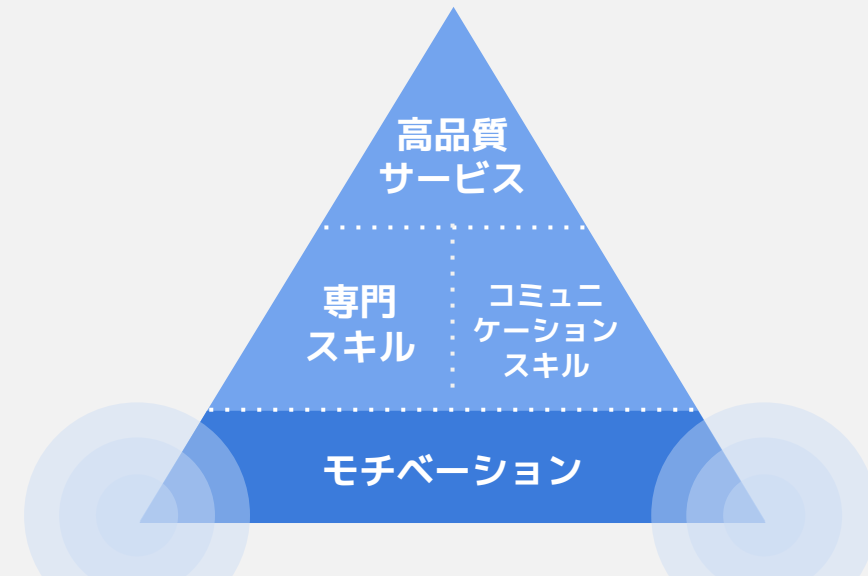 高品質
サービス
専門
スキル
コミュニ
ケーション
スキル
モチベーション